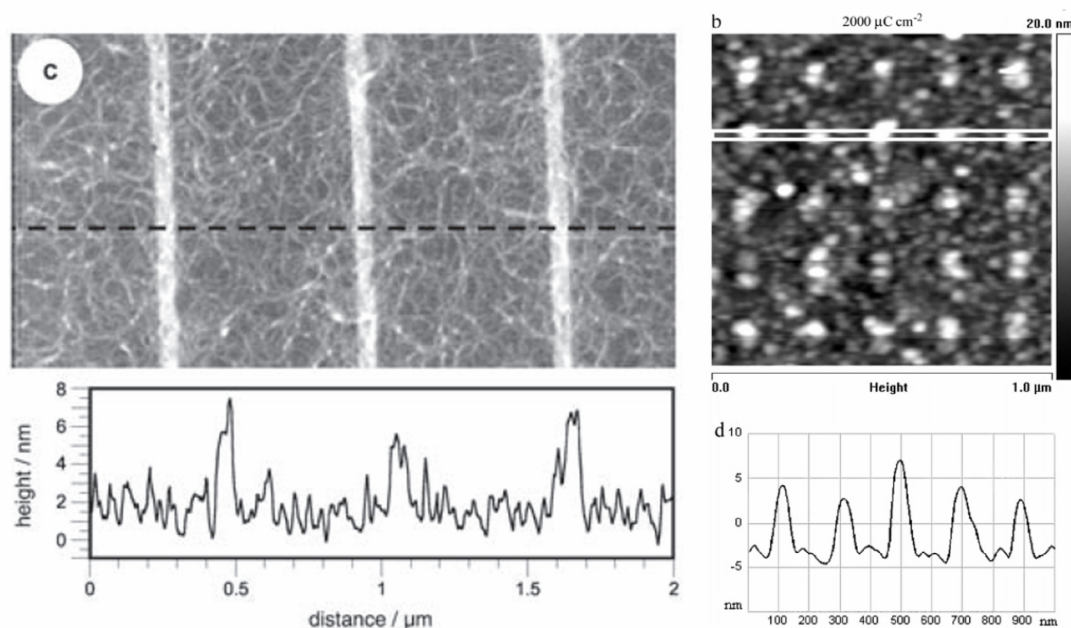 c
8
6
4
2
0
height / nm
0 0.5 1 1.5 2
distance / µm
b 2000 µC cm-2 20.0 nm
0.0 Height 1.0 µm
d
10
5
0
-5
nm
100 200 300 400 500 600 700 800 900 nm